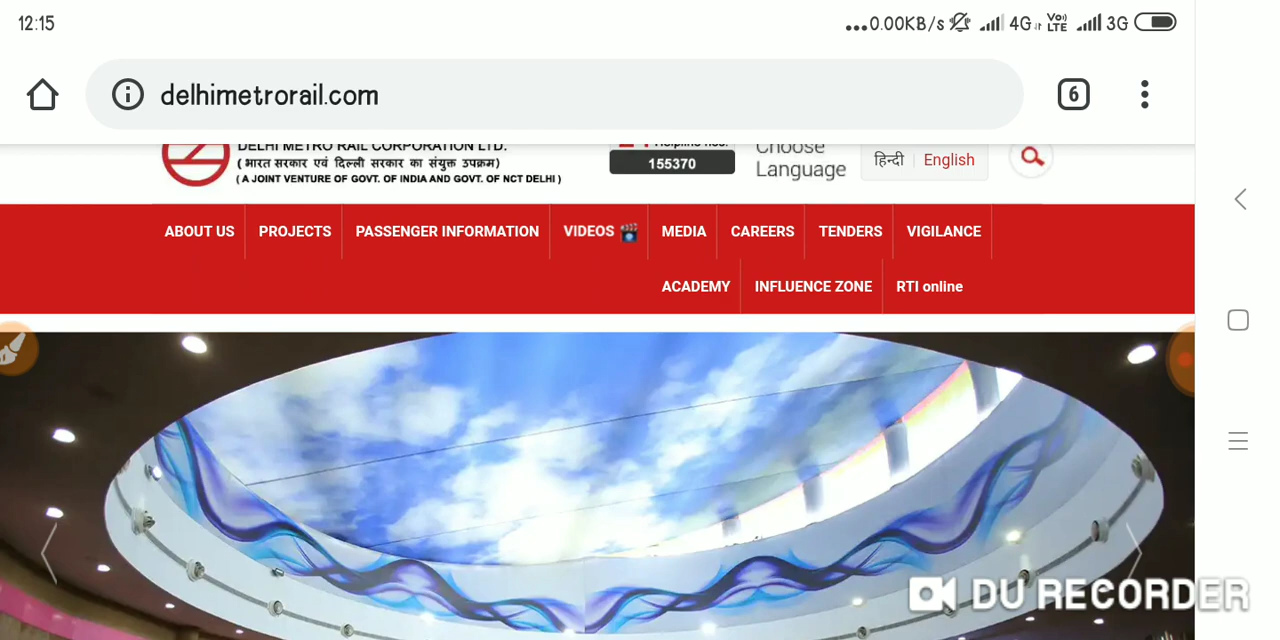 12:15
...0.00KB/s 4G VoLTE 3G
delhimetrorail.com
6
DELHI METRO RAIL CORPORATION LTD.
(भारत सरकार एवं दिल्ली सरकार का संयुक्त उपक्रम)
(A JOINT VENTURE OF GOVT. OF INDIA AND GOVT. OF NCT DELHI)
Helpline nos.
155370
Choose
Language
हिन्दी | English
ABOUT US PROJECTS PASSENGER INFORMATION VIDEOS MEDIA CAREERS TENDERS VIGILANCE
ACADEMY INFLUENCE ZONE RTI online
DU RECORDER